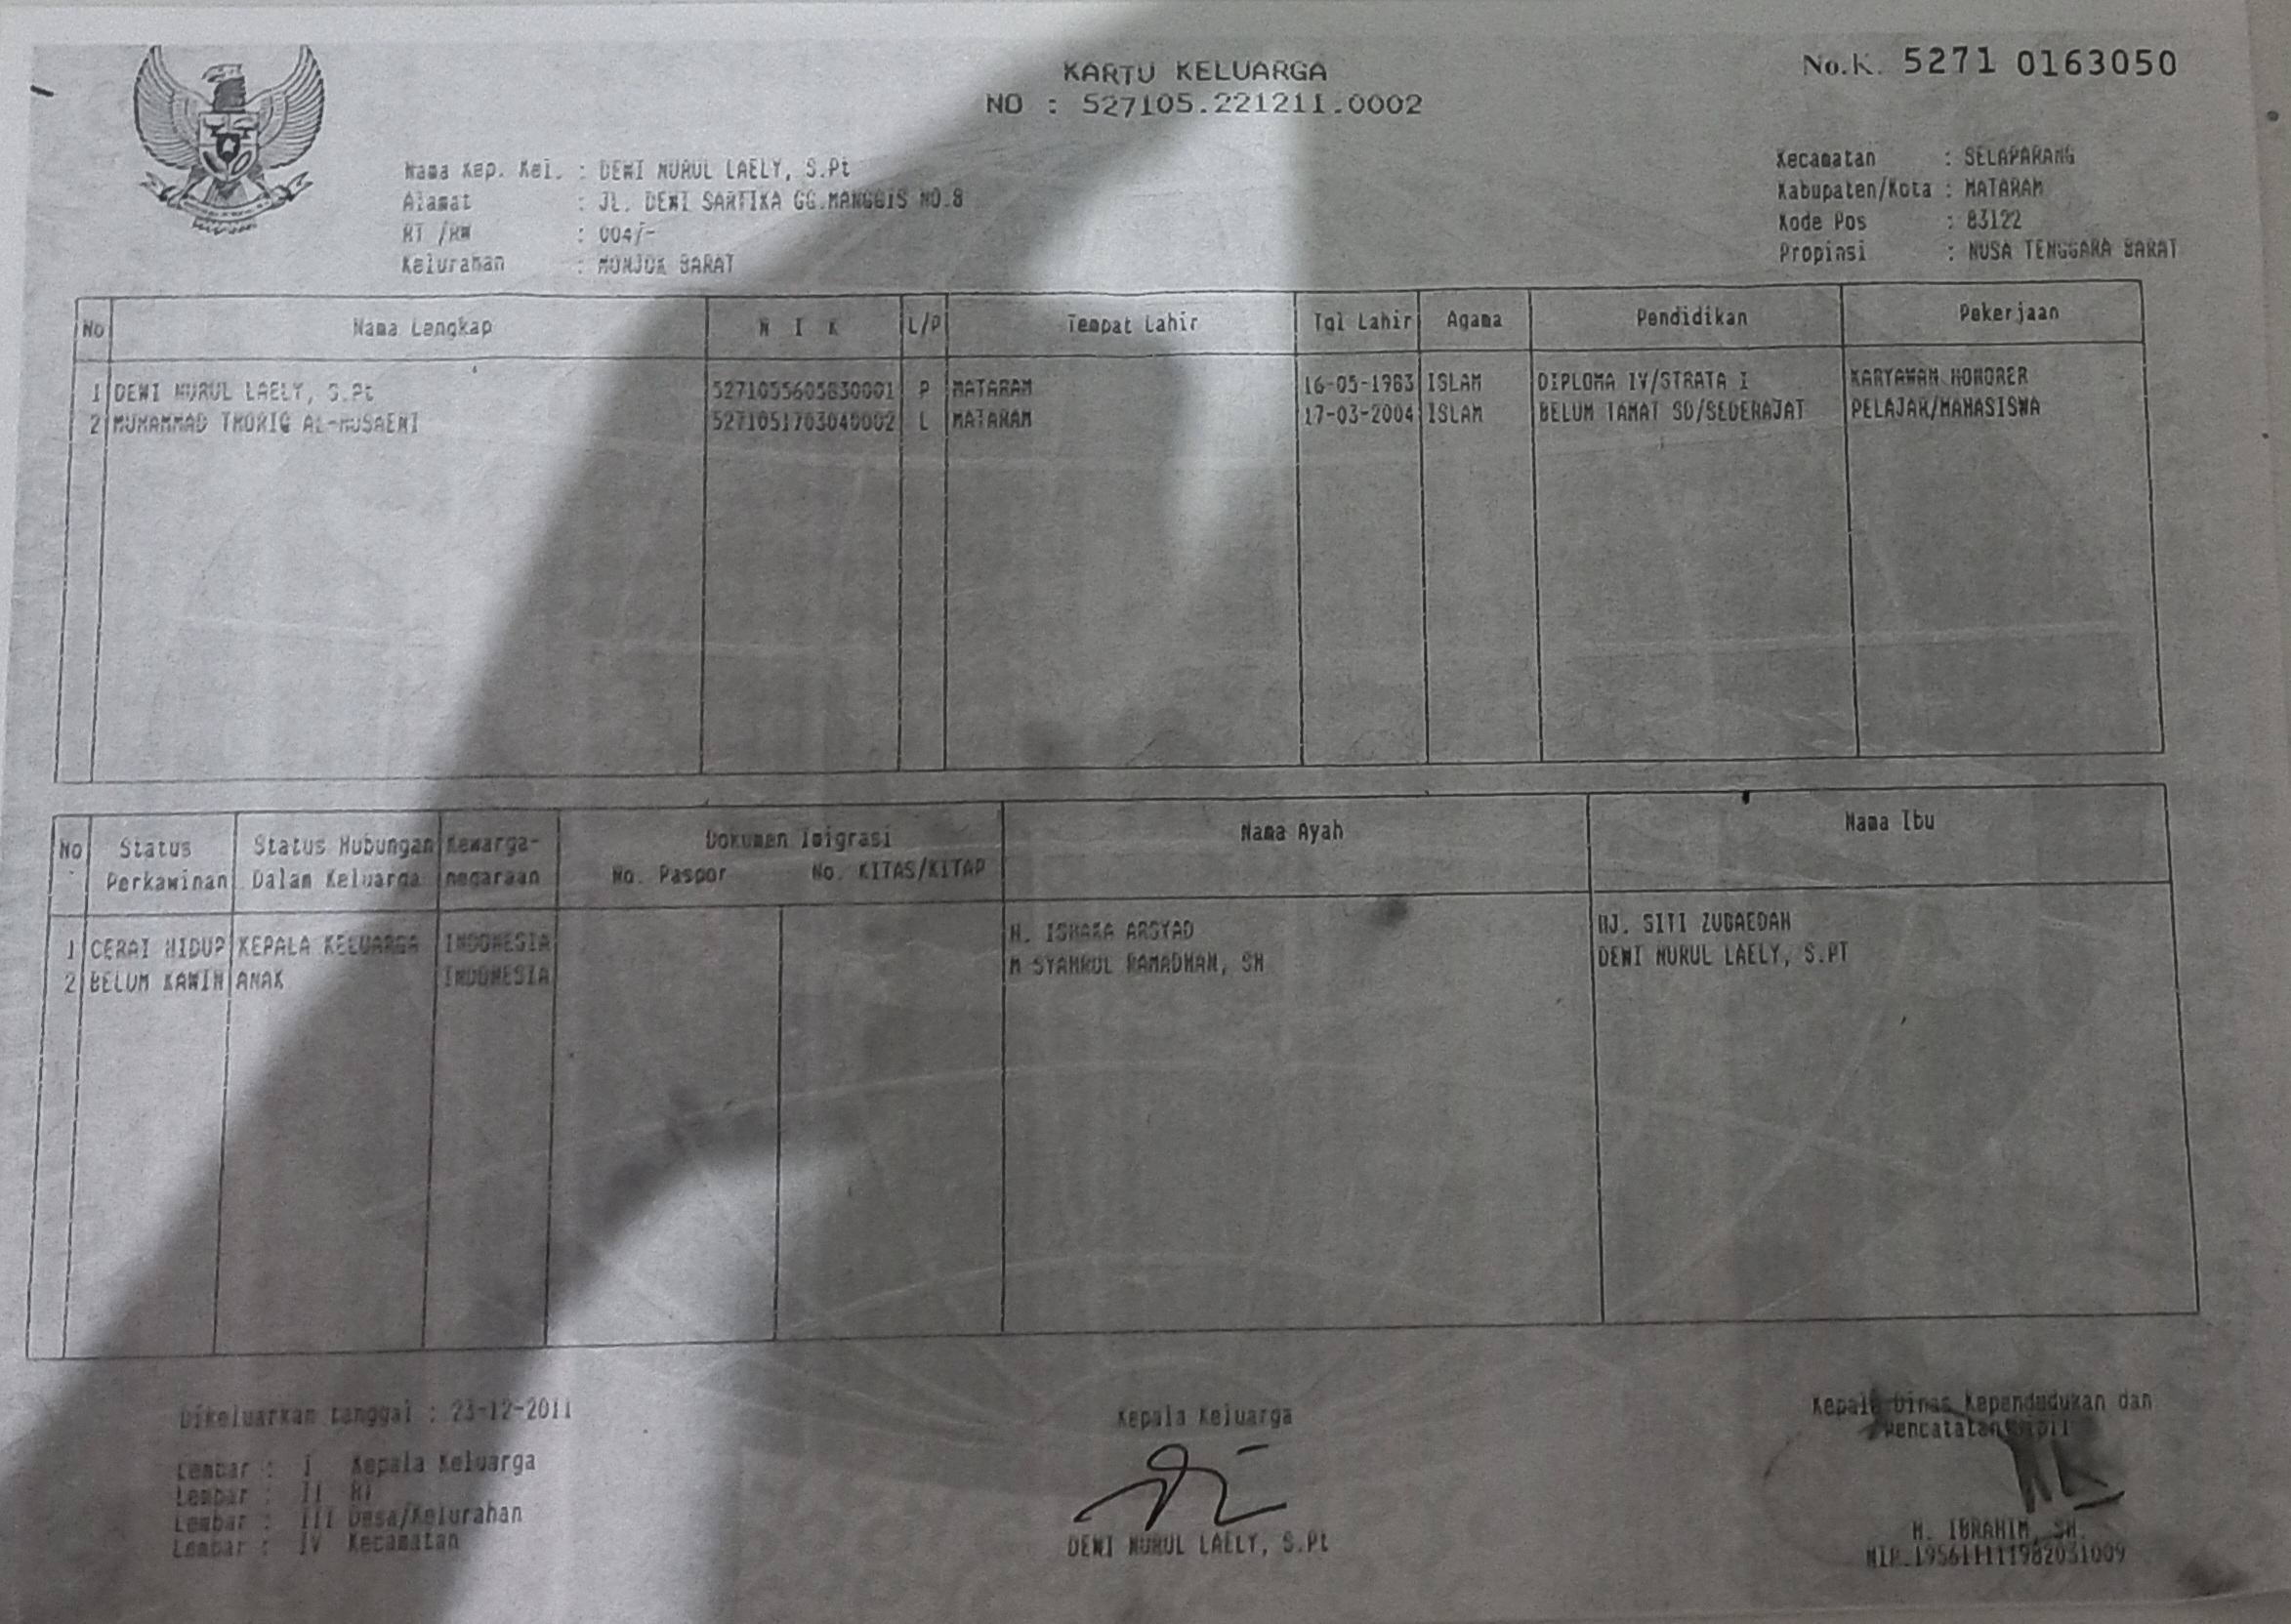 KARTU KELUARGA
NO : 527105.221211.0002
No.K. 5271 0163050
Nama Kep. Kel. : DEWI NURUL LAELY, S.Pt
Alamat : JL. DEWI SARTIKA GG.MANGGIS NO.8
RT /RW : 004/-
Kelurahan : MONJOK BARAT
Kecamatan : SELAPARANG
Kabupaten/Kota : MATARAM
Kode Pos : 83122
Propinsi : NUSA TENGGARA BARAT
No Nama Lengkap N I K L/P Tempat Lahir Tgl Lahir Agama Pendidikan Pekerjaan
1 DEWI NURUL LAELY, S.Pt 5271055605830001 P MATARAM 16-05-1983 ISLAM DIPLOMA IV/STRATA I KARYAWAN HONORER
2 MUHAMMAD THORIG AL-HUSAENI 5271051703040002 L MATARAM 17-03-2004 ISLAM BELUM TAMAT SD/SEDERAJAT PELAJAR/MAHASISWA
No Status Perkawinan Status Hubungan Dalam Keluarga Kewarga-negaraan Dokumen Imigrasi No. Paspor No. KITAS/KITAP Nama Ayah Nama Ibu
1 CERAI HIDUP KEPALA KELUARGA INDONESIA H. ISHAKA ARSYAD HJ. SITI ZUBAEDAH
2 BELUM KAWIN ANAK INDONESIA M SYAHRUL RAMADHAN, SH DEWI NURUL LAELY, S.PT
Dikeluarkan tanggal : 23-12-2011
Lembar : I Kepala Keluarga
Lembar : II RT
Lembar : III Desa/Kelurahan
Lembar : IV Kecamatan
Kepala Keluarga
DEWI NURUL LAELY, S.Pt
Kepala Dinas Kependudukan dan
Pencatatan Sipil
H. IBRAHIM, SH.
NIP.195611111982031009